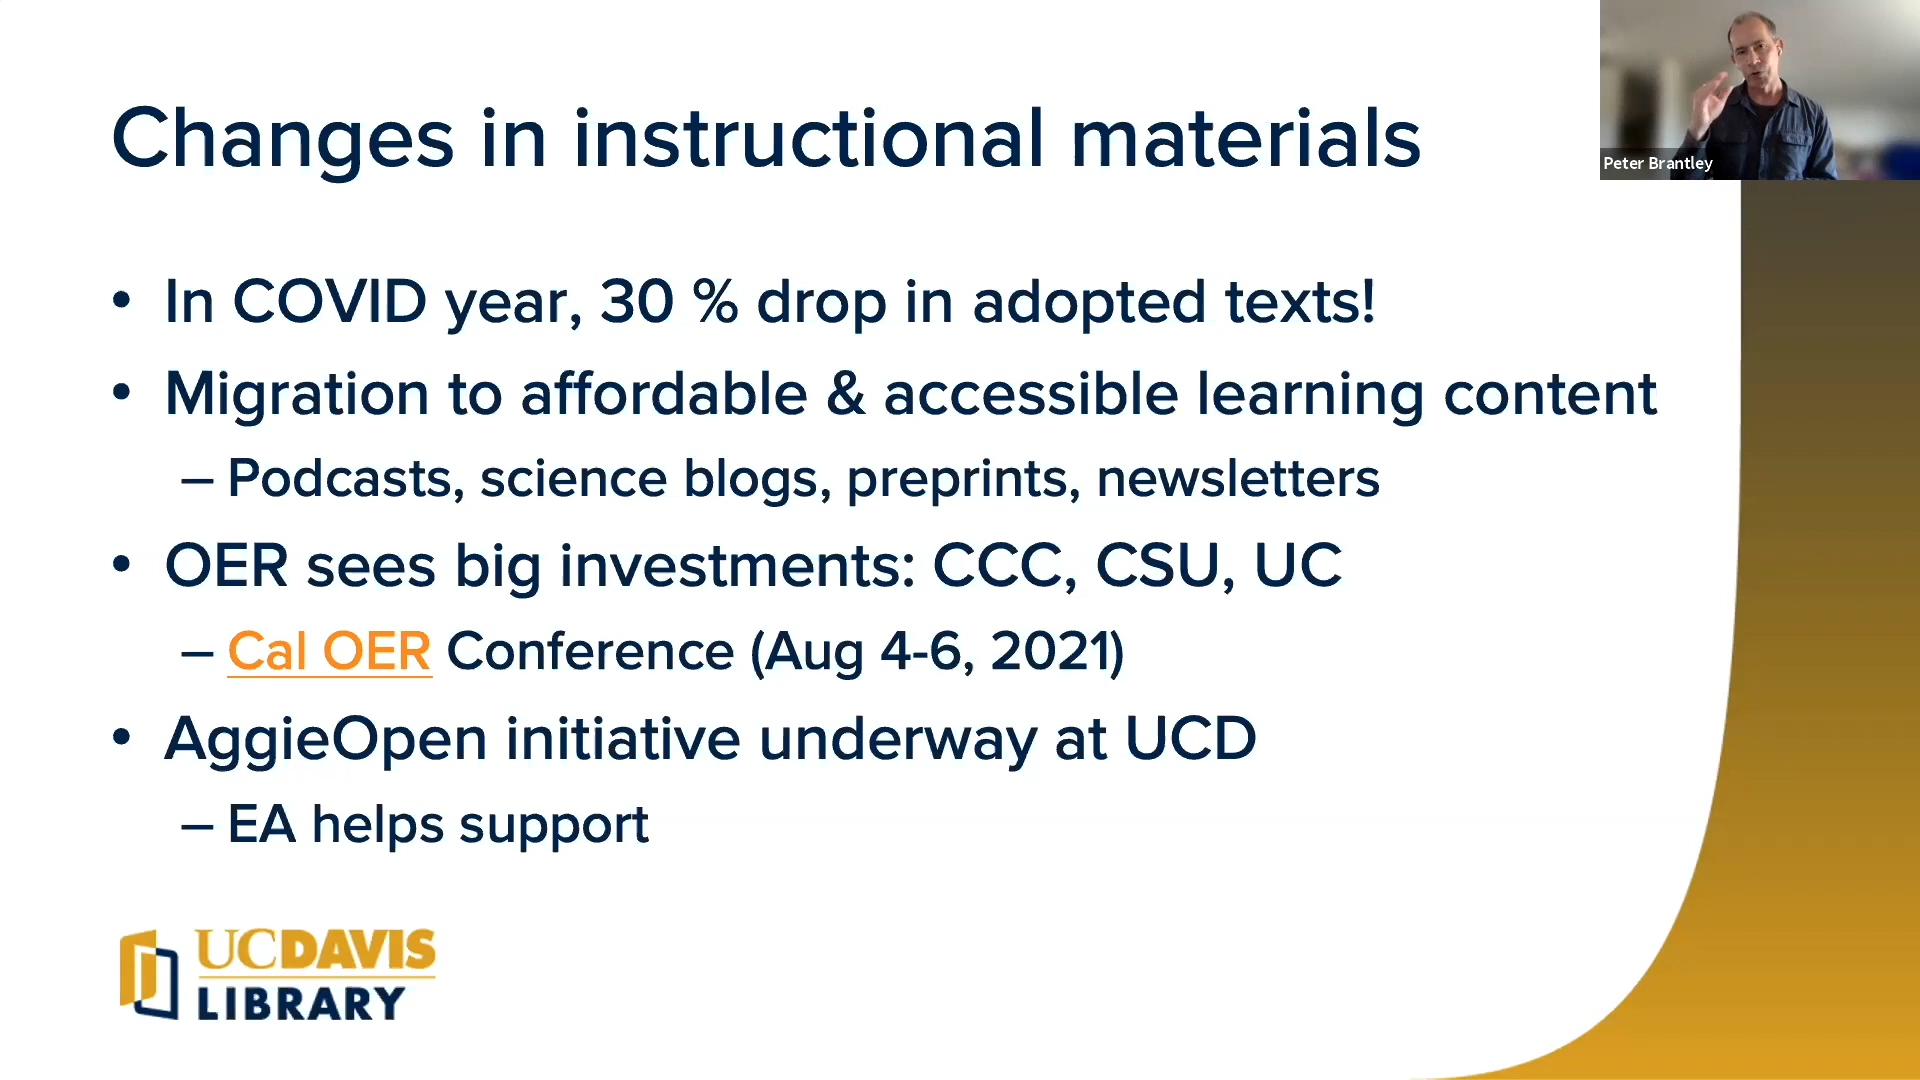 Changes in instructional materials
Peter Brantley
• In COVID year, 30 % drop in adopted texts!
• Migration to affordable & accessible learning content
– Podcasts, science blogs, preprints, newsletters
• OER sees big investments: CCC, CSU, UC
– Cal OER Conference (Aug 4-6, 2021)
• AggieOpen initiative underway at UCD
– EA helps support
UCDAVIS
LIBRARY